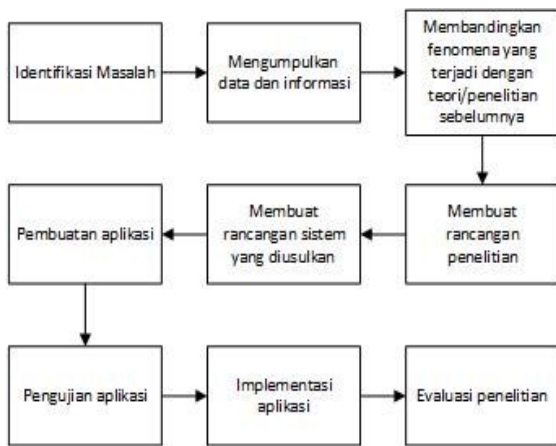 Identifikasi Masalah
Mengumpulkan
data dan informasi
Membandingkan
fenomena yang
terjadi dengan
teori/penelitian
sebelumnya
Membuat
rancangan
penelitian
Membuat
rancangan sistem
yang diusulkan
Pembuatan aplikasi
Pengujian aplikasi
Implementasi
aplikasi
Evaluasi penelitian